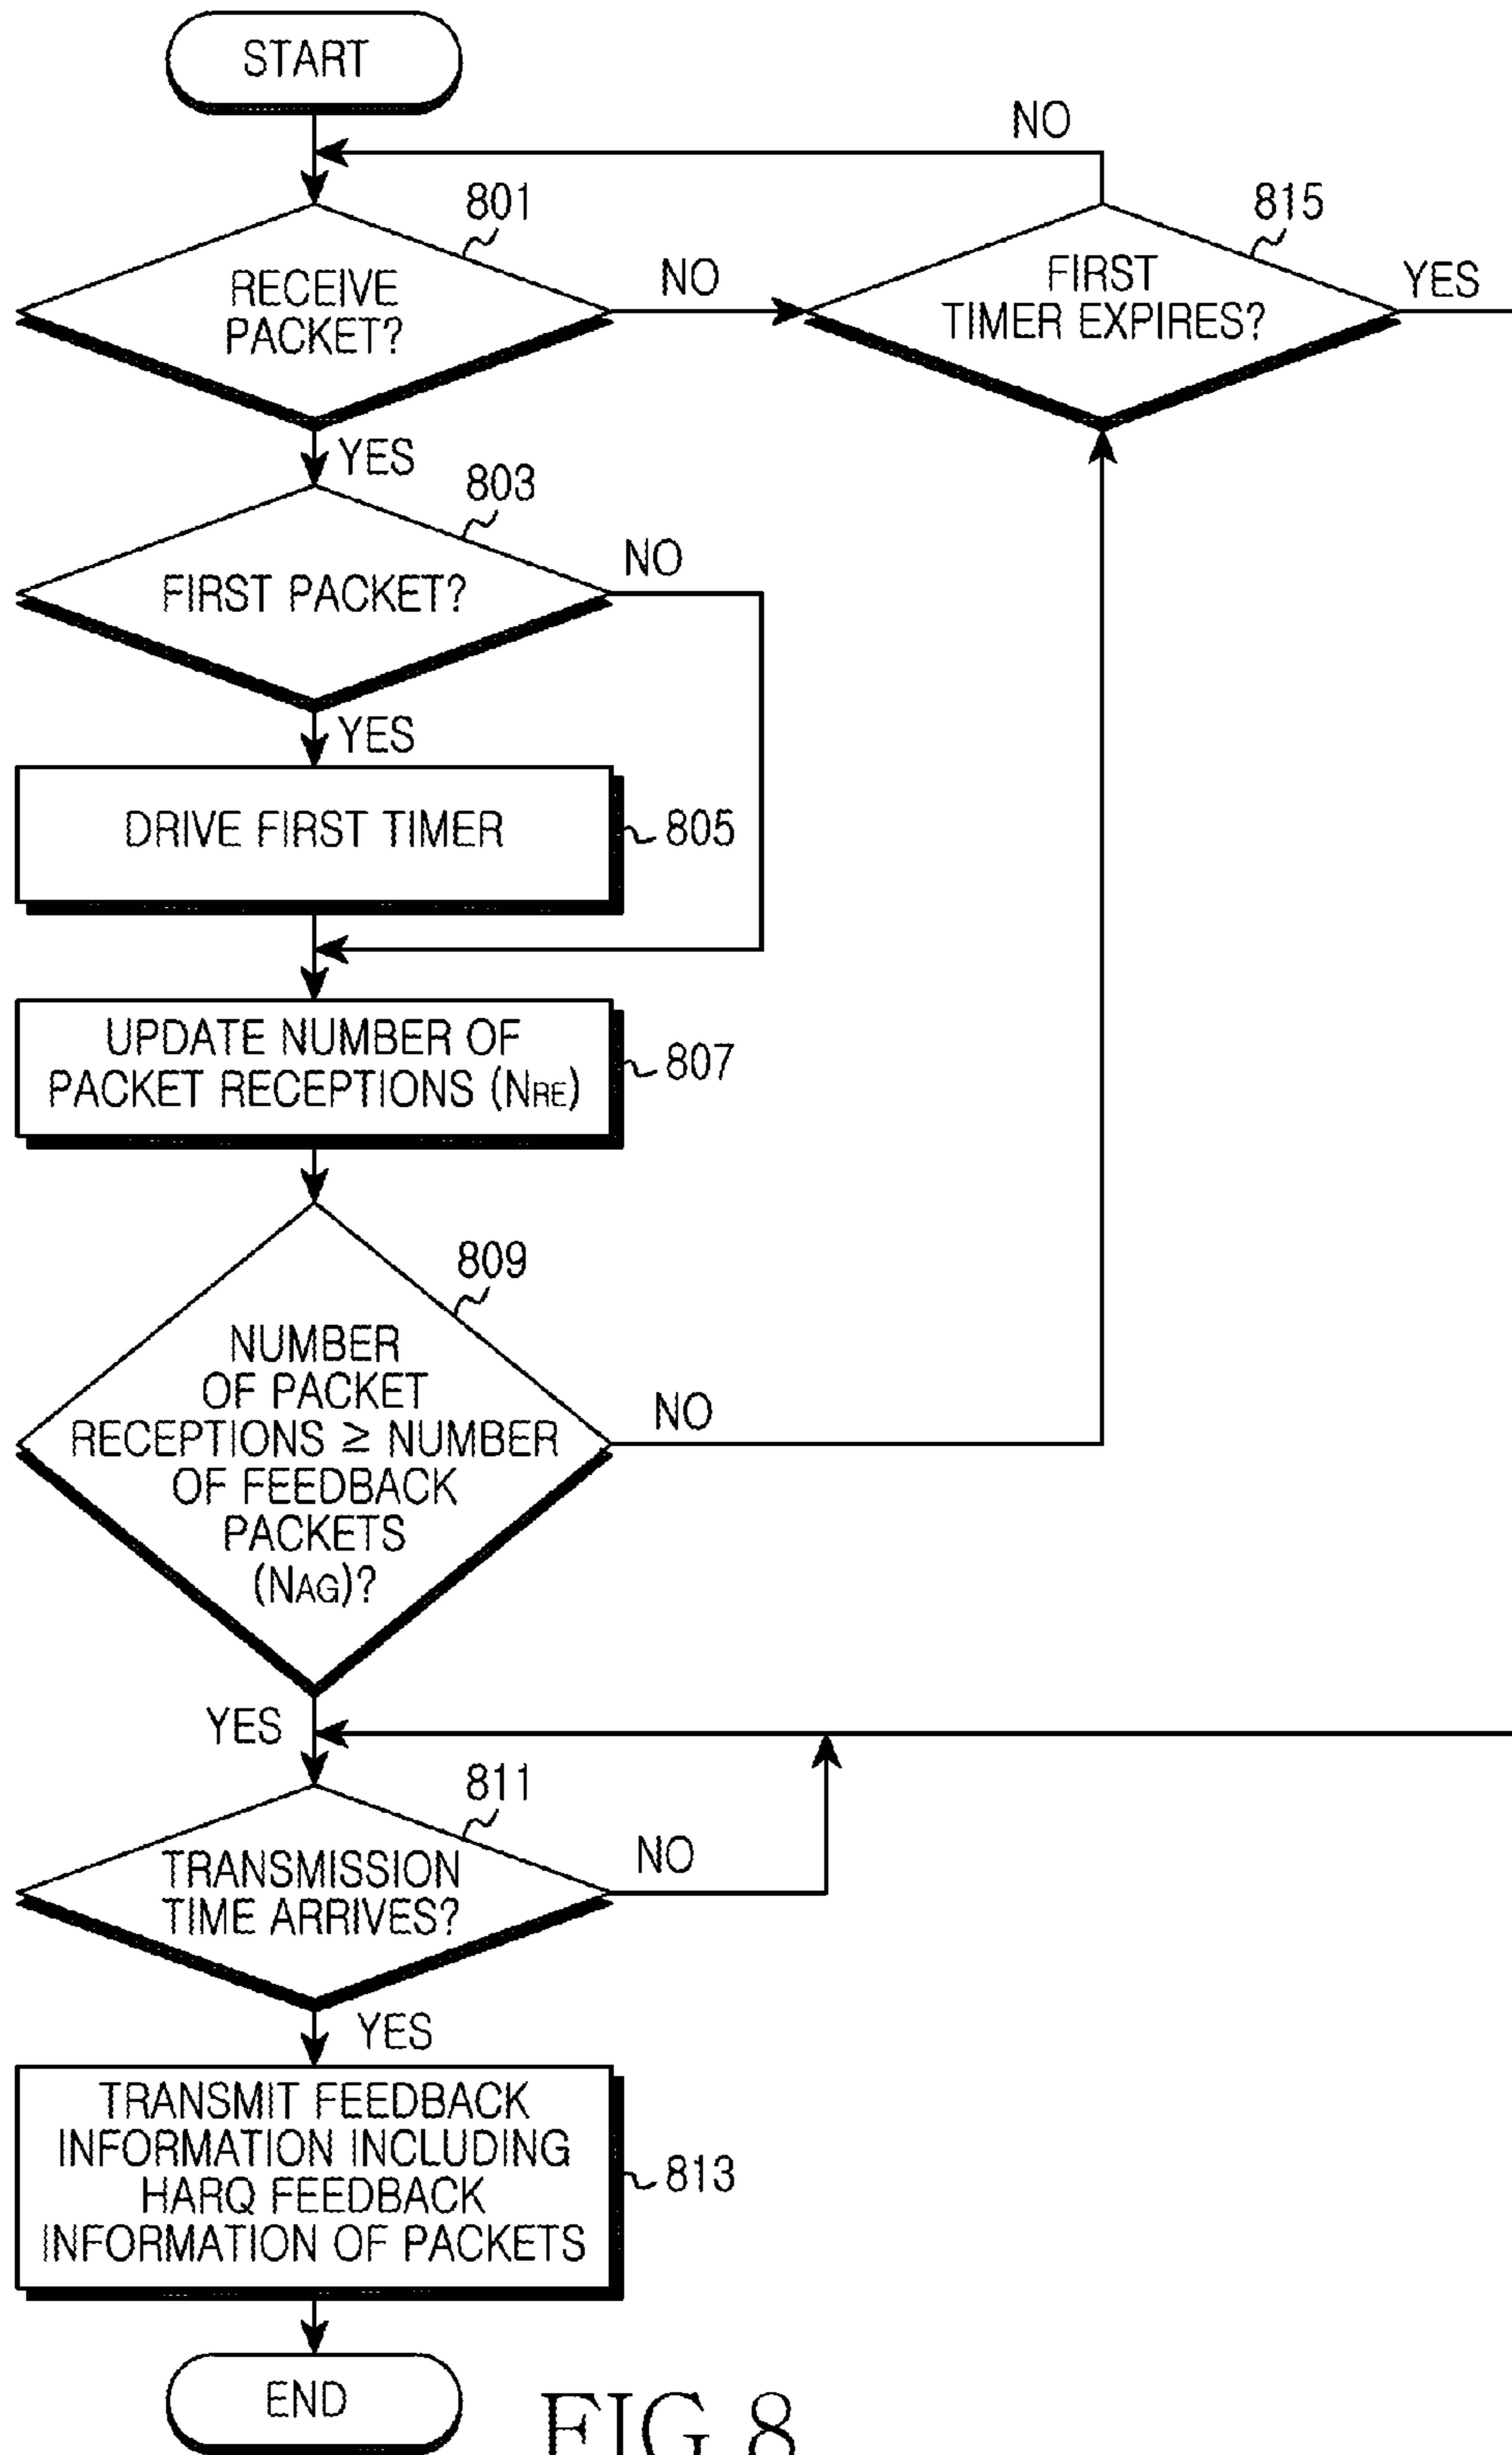 START
NO
801
815
RECEIVE
PACKET?
NO
FIRST
TIMER EXPIRES?
YES
YES
803
FIRST PACKET?
NO
YES
DRIVE FIRST TIMER
805
UPDATE NUMBER OF
PACKET RECEPTIONS (NRE)
807
809
NUMBER
OF PACKET
RECEPTIONS ≥ NUMBER
OF FEEDBACK
PACKETS
(NAG)?
NO
YES
811
TRANSMISSION
TIME ARRIVES?
NO
YES
TRANSMIT FEEDBACK
INFORMATION INCLUDING
HARQ FEEDBACK
INFORMATION OF PACKETS
813
END
FIG.8